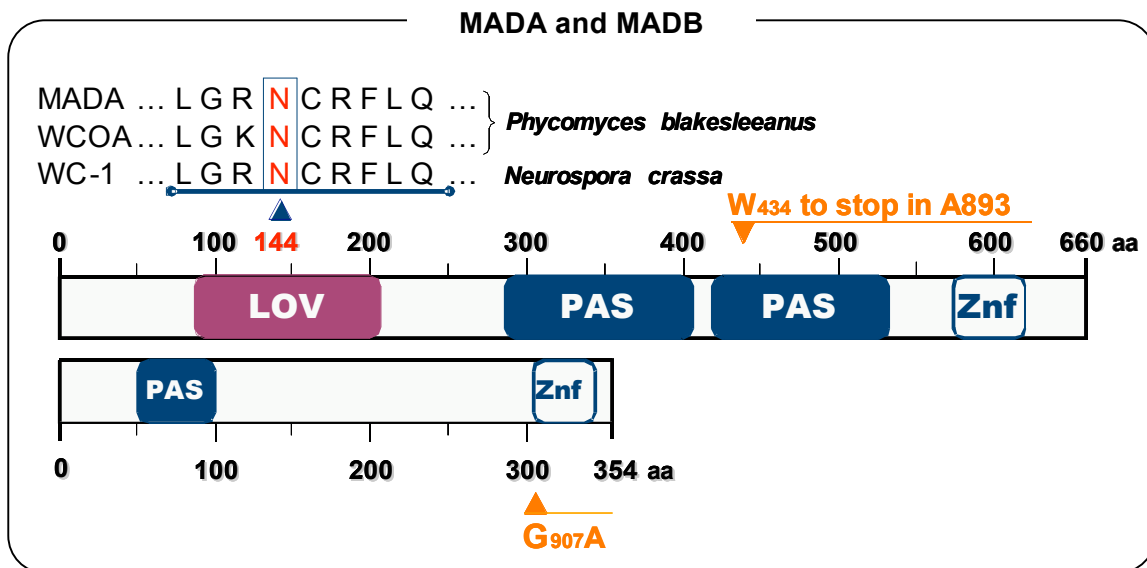 MADA and MADB
MADA ... L G R N C R F L Q ...
Phycomyces blakesleeanus
WCOA ... L G K N C R F L Q ...
WC-1 ... L G R N C R F L Q ... Neurospora crassa
W434 to stop in A893
0 100 144 200 300 400 500 600 660 aa
LOV PAS PAS Znf
PAS Znf
0 100 200 300 354 aa
G907A